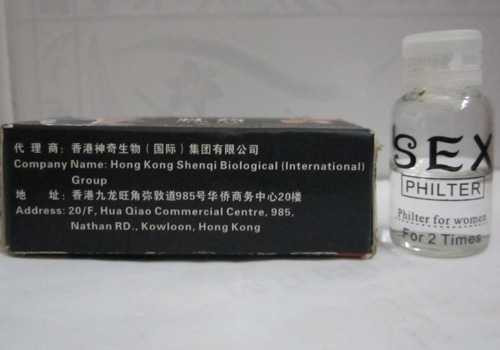 代理商：香港神奇生物（国际）集团有限公司
Company Name: Hong Kong Shenqi Biological (International)
Group
地 址：香港九龙旺角弥敦道985号华侨商务中心20楼
Address: 20/F, Hua Qiao Commercial Centre, 985,
Nathan RD., Kowloon, Hong Kong
SEX
PHILTER
Philter for women
For 2 Times